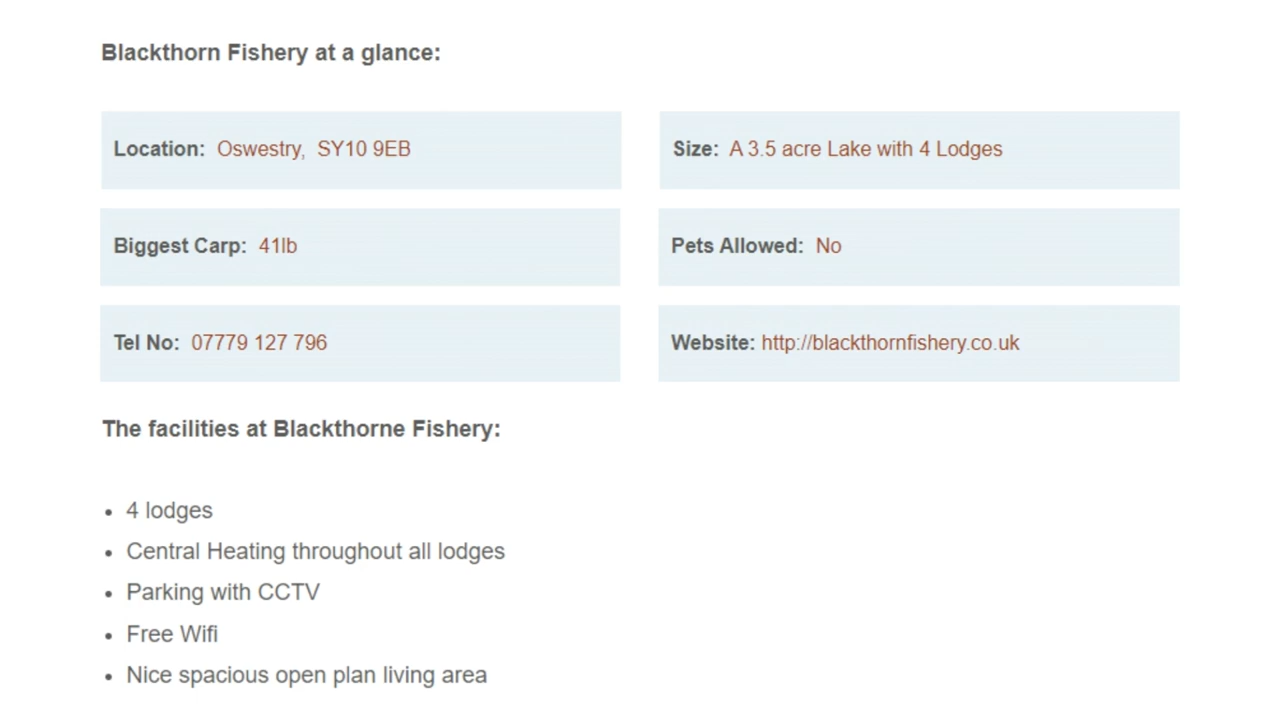 Blackthorn Fishery at a glance:
Location: Oswestry, SY10 9EB
Size: A 3.5 acre Lake with 4 Lodges
Biggest Carp: 41lb
Pets Allowed: No
Tel No: 07779 127 796
Website: http://blackthornfishery.co.uk
The facilities at Blackthorne Fishery:
• 4 lodges
• Central Heating throughout all lodges
• Parking with CCTV
• Free Wifi
• Nice spacious open plan living area